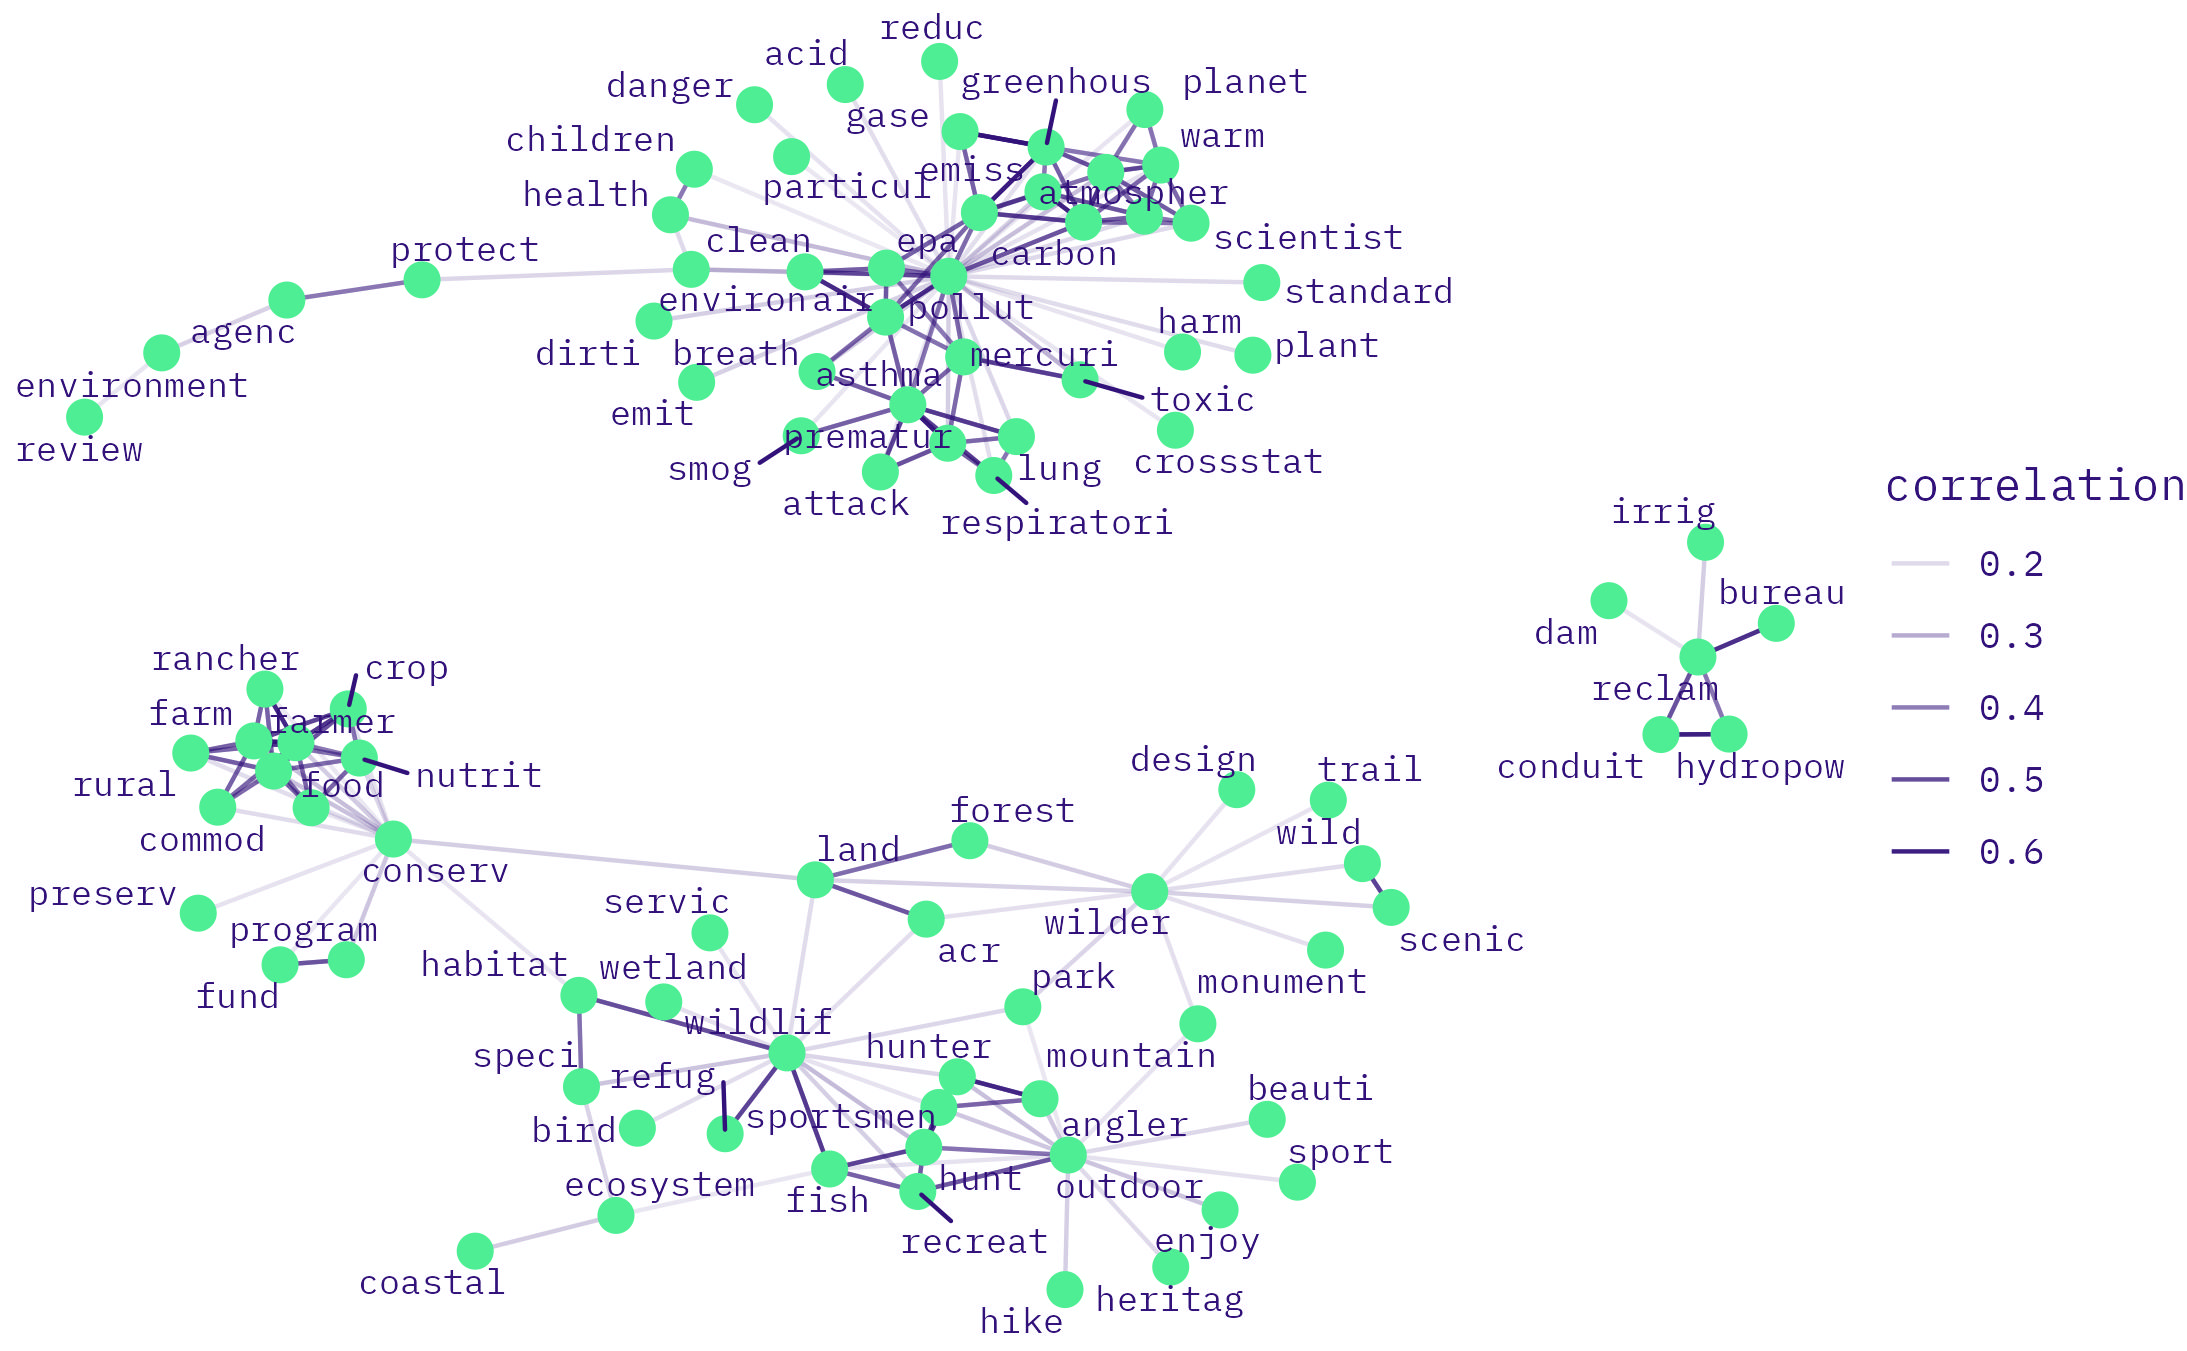 reduc
acid
greenhous
planet
danger
gase
children
warm
emiss
particul
health
atmospher
protect
clean
epa
carbon
scientist
environ
air
pollut
standard
agenc
harm
dirti
breath
mercuri
plant
environment
asthma
emit
toxic
review
prematur
smog
lung
crossstat
attack
respiratori
correlation
0.2
0.3
0.4
0.5
0.6
irrig
bureau
dam
reclam
conduit
hydropow
rancher
crop
farm
farmer
rural
food
nutrit
commod
conserv
preserv
program
fund
design
trail
forest
wild
land
servic
wilder
scenic
acr
habitat
wetland
park
monument
wildlif
speci
refug
hunter
mountain
beauti
bird
sportsmen
angler
sport
ecosystem
fish
hunt
outdoor
recreat
enjoy
coastal
heritag
hike